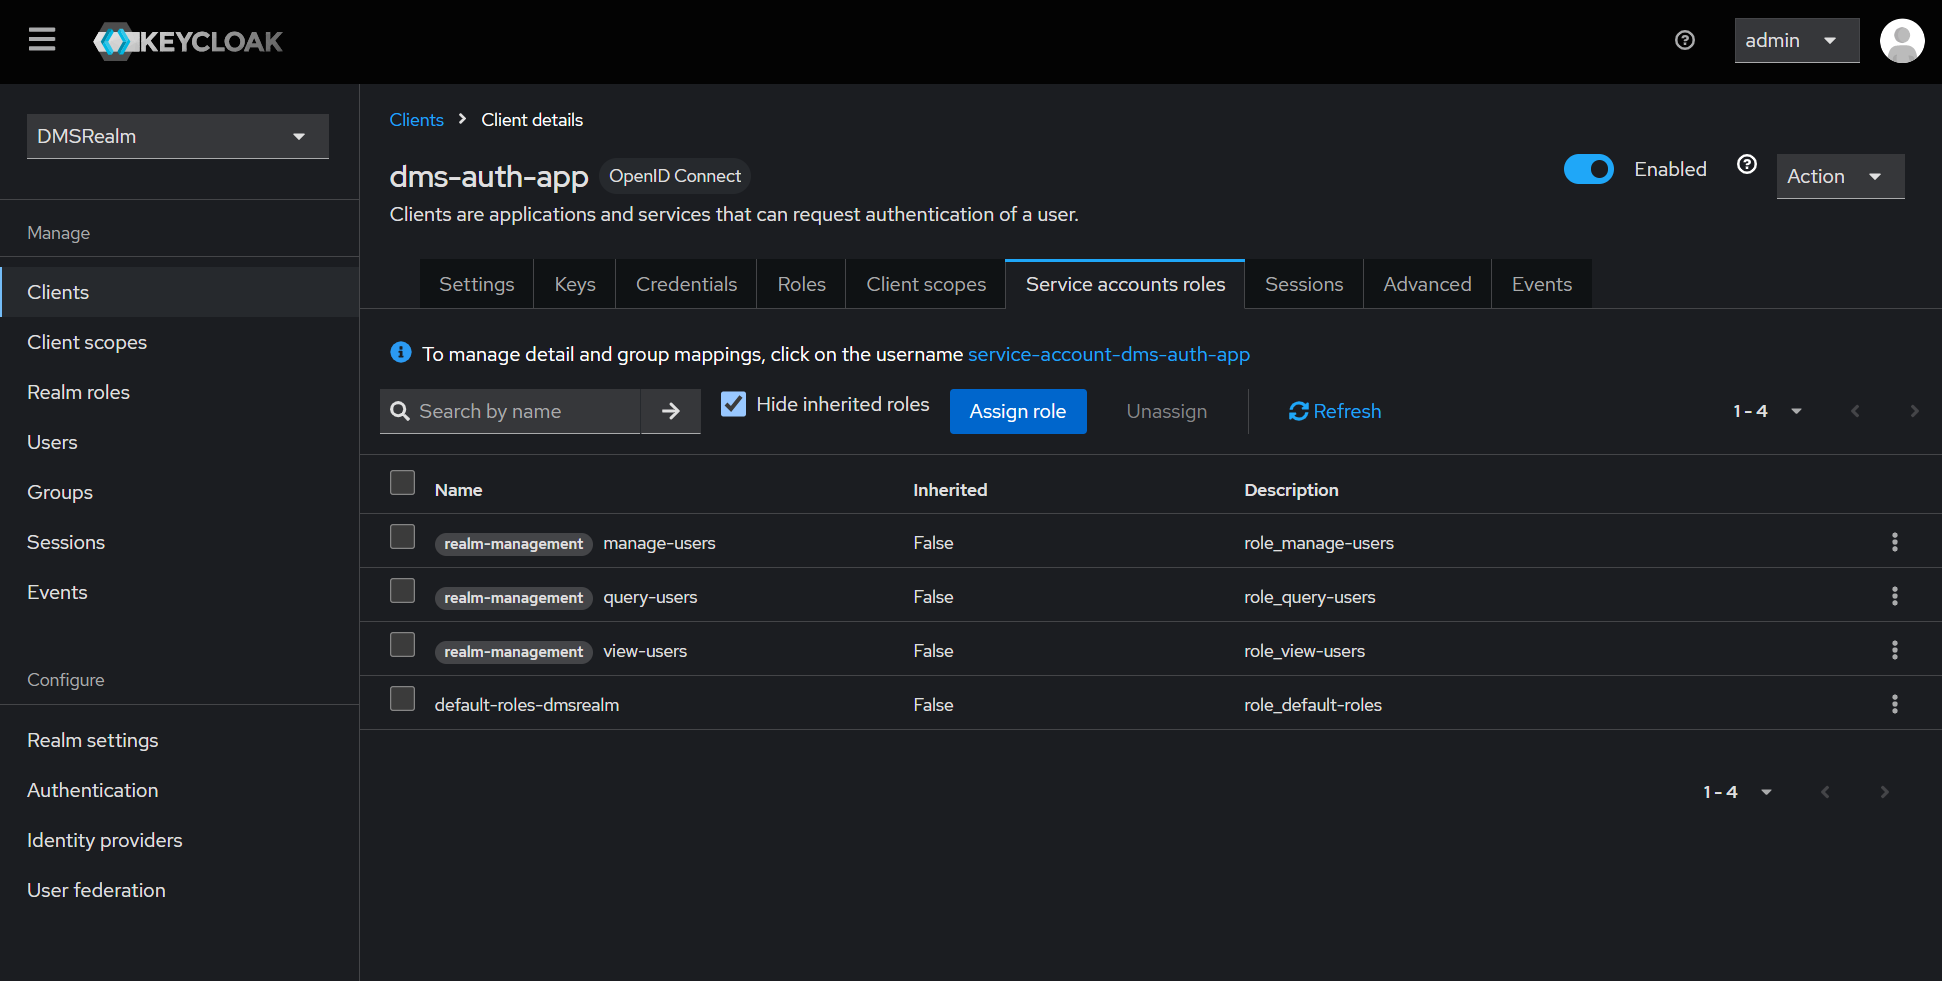 KEYCLOAK
admin
DMSRealm
Manage
Clients
Client scopes
Realm roles
Users
Groups
Sessions
Events
Configure
Realm settings
Authentication
Identity providers
User federation
Clients > Client details
dms-auth-app OpenID Connect
Enabled
Action
Clients are applications and services that can request authentication of a user.
Settings Keys Credentials Roles Client scopes Service accounts roles Sessions Advanced Events
To manage detail and group mappings, click on the username service-account-dms-auth-app
Search by name Hide inherited roles Assign role Unassign Refresh 1 - 4
Name Inherited Description
realm-management manage-users False role_manage-users
realm-management query-users False role_query-users
realm-management view-users False role_view-users
default-roles-dmsrealm False role_default-roles
1 - 4